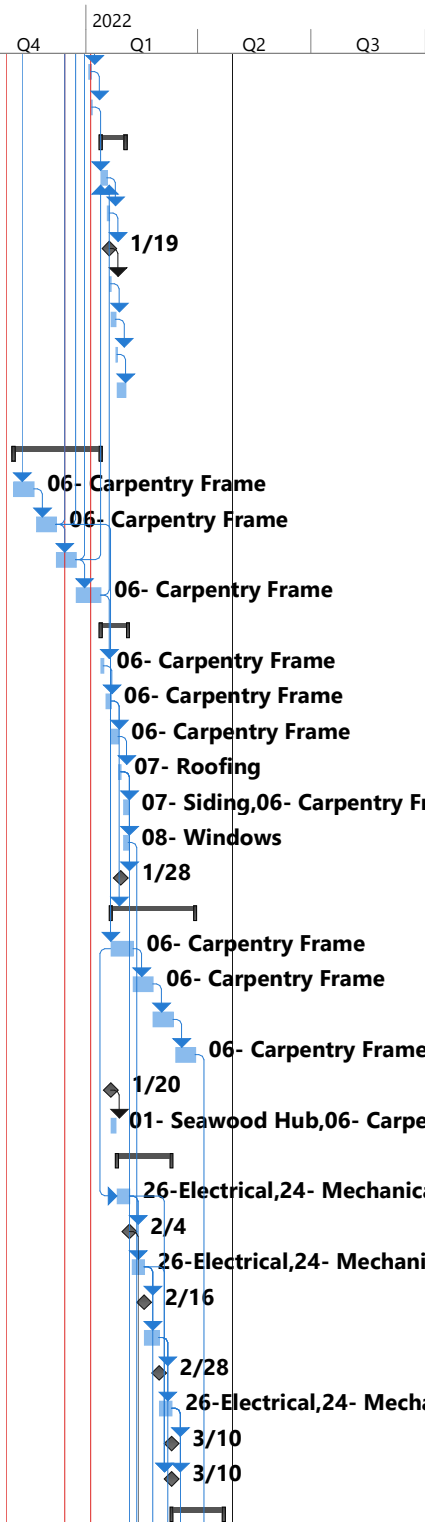 2022
Q4 Q1 Q2 Q3
1/19
06- Carpentry Frame
06- Carpentry Frame
06- Carpentry Frame
06- Carpentry Frame
06- Carpentry Frame
06- Carpentry Frame
07- Roofing
07- Siding,06- Carpentry Fr
08- Windows
1/28
06- Carpentry Frame
06- Carpentry Frame
06- Carpentry Frame
1/20
01- Seawood Hub,06- Carpe
26-Electrical,24- Mechanica
2/4
26-Electrical,24- Mechani
2/16
2/28
26-Electrical,24- Mecha
3/10
3/10